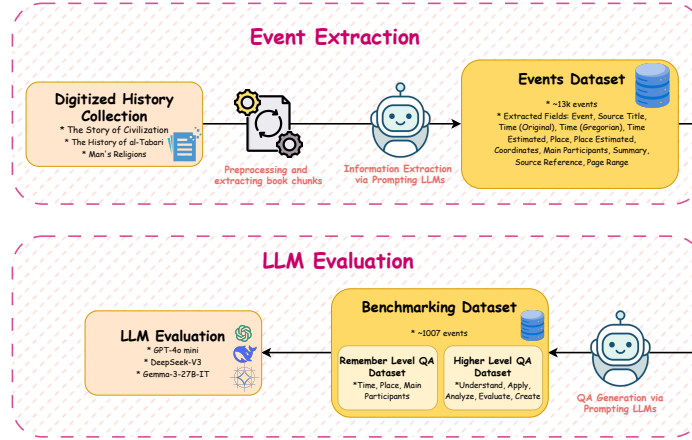 Event Extraction
Digitized History
Collection
* The Story of Civilization
* The History of al-Tabari
* Man's Religions
Preprocessing and
extracting book chunks
Information Extraction
via Prompting LLMs
Events Dataset
* ~13k events
* Extracted Fields: Event, Source Title,
Time (Original), Time (Gregorian), Time
Estimated, Place, Place Estimated,
Coordinates, Main Participants, Summary,
Source Reference, Page Range
LLM Evaluation
LLM Evaluation
* GPT-4o mini
* DeepSeek-V3
* Gemma-3-27B-IT
Benchmarking Dataset
* ~1007 events
Remember Level QA
Dataset
*Time, Place, Main
Participants
Higher Level QA
Dataset
*Understand, Apply,
Analyze, Evaluate, Create
QA Generation via
Prompting LLMs